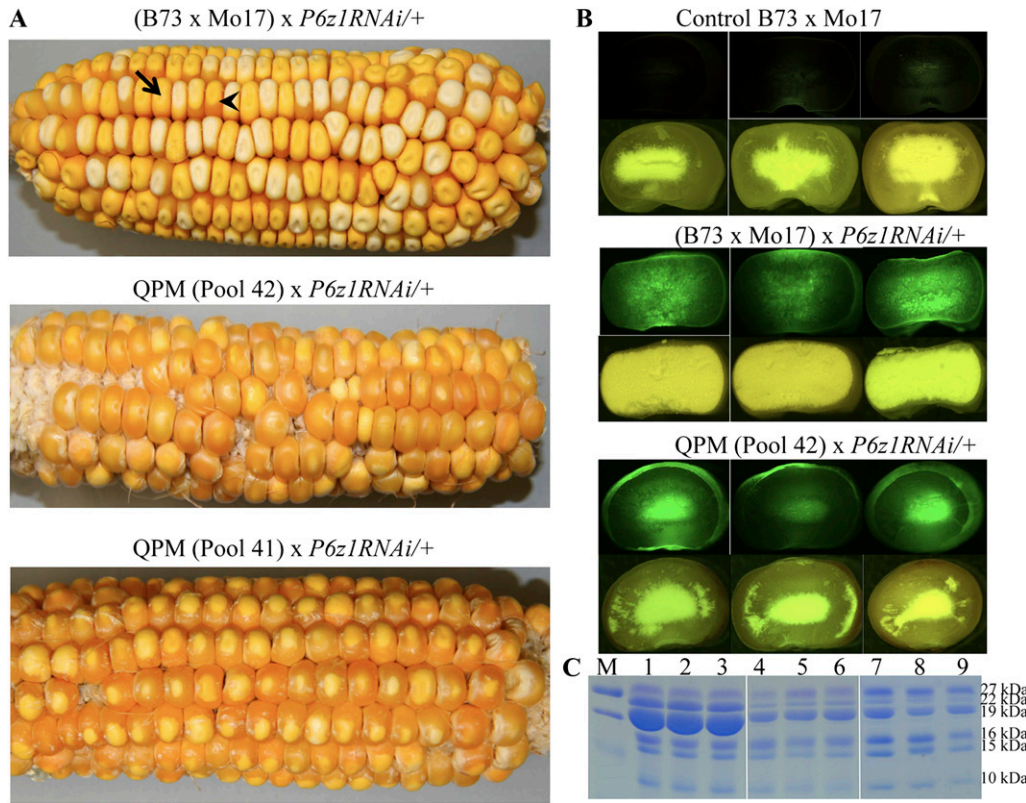 A
(B73 x Mo17) x P6z1RNAi/+
QPM (Pool 42) x P6z1RNAi/+
QPM (Pool 41) x P6z1RNAi/+
B
Control B73 x Mo17
(B73 x Mo17) x P6z1RNAi/+
QPM (Pool 42) x P6z1RNAi/+
C M 1 2 3 4 5 6 7 8 9
27 kDa
22 kDa
19 kDa
16 kDa
15 kDa
10 kDa